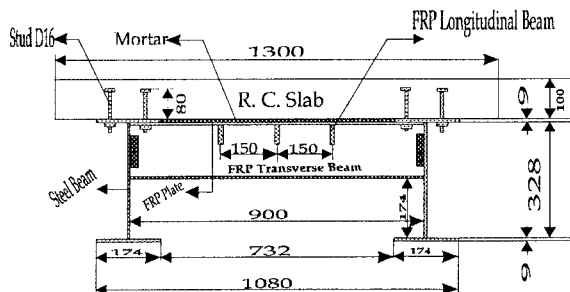 Stud D16
Mortar
FRP Longitudinal Beam
1300
R. C. Slab
80
9
100
150
150
FRP Transverse Beam
Steel Beam
FRP Plate
174
328
900
174
732
174
9
1080